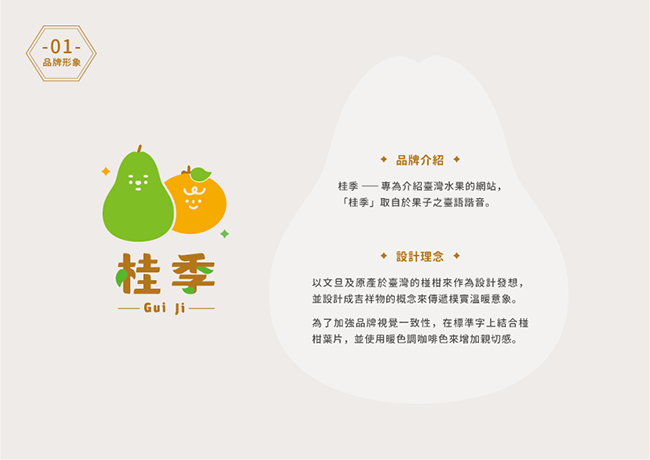 -01-
品牌形象
桂季
Gui Ji
品牌介紹
桂季 ── 專為介紹臺灣水果的網站，
「桂季」取自於果子之臺語諧音。
設計理念
以文旦及原產於臺灣的椪柑來作為設計發想，
並設計成吉祥物的概念來傳遞樸實溫暖意象。
為了加強品牌視覺一致性，在標準字上結合椪
柑葉片，並使用暖色調咖啡色來增加親切感。